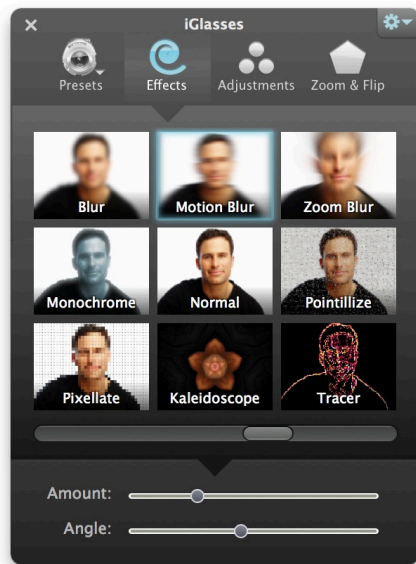 iGlasses
Presets Effects Adjustments Zoom & Flip
Blur Motion Blur Zoom Blur
Monochrome Normal Pointillize
Pixellate Kaleidoscope Tracer
Amount:
Angle: